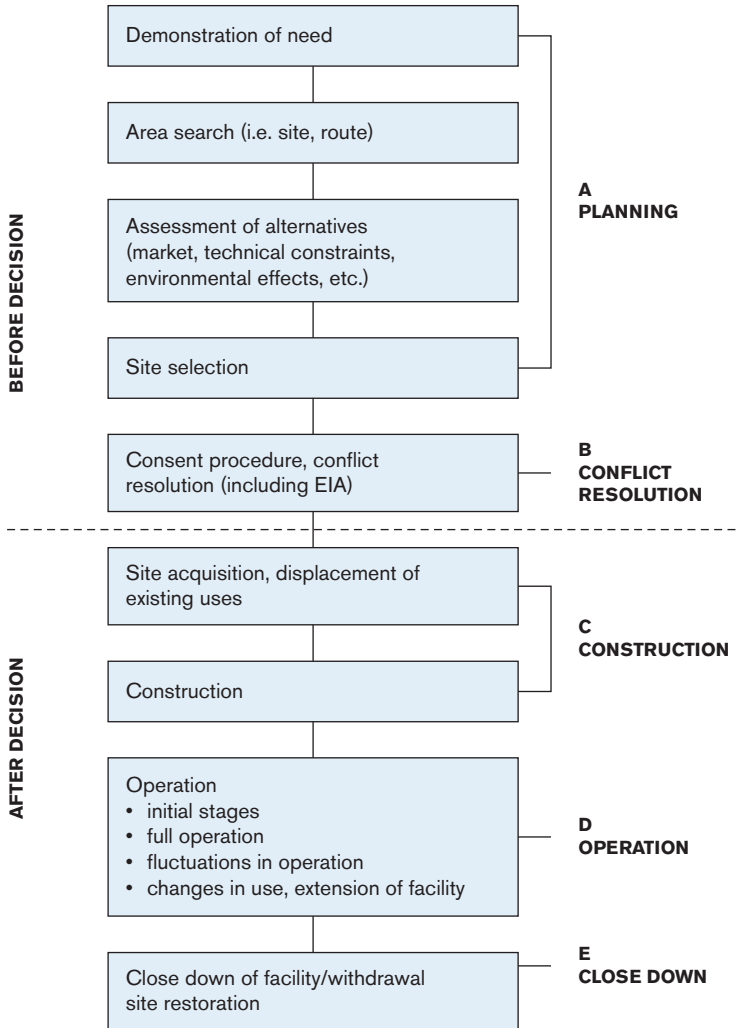 Demonstration of need
Area search (i.e. site, route)
A
PLANNING
Assessment of alternatives
(market, technical constraints,
environmental effects, etc.)
BEFORE DECISION
Site selection
Consent procedure, conflict
resolution (including EIA)
B
CONFLICT
RESOLUTION
Site acquisition, displacement of
existing uses
C
CONSTRUCTION
Construction
AFTER DECISION
Operation
• initial stages
• full operation
• fluctuations in operation
• changes in use, extension of facility
D
OPERATION
Close down of facility/withdrawal
site restoration
E
CLOSE DOWN